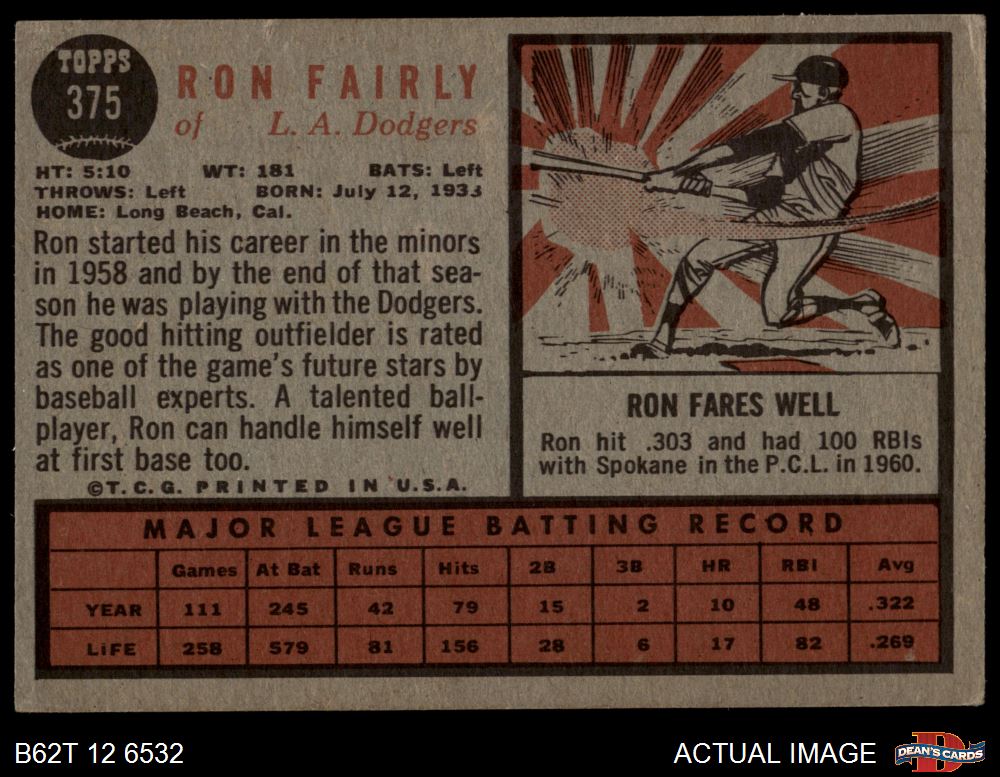 TOPPS
375
RON FAIRLY
of L. A. Dodgers
HT: 5:10 WT: 181 BATS: Left
THROWS: Left BORN: July 12, 1933
HOME: Long Beach, Cal.
Ron started his career in the minors
in 1958 and by the end of that sea-
son he was playing with the Dodgers.
The good hitting outfielder is rated
as one of the game's future stars by
baseball experts. A talented ball-
player, Ron can handle himself well
at first base too.
©T. C. G. PRINTED IN U.S.A.
RON FARES WELL
Ron hit .303 and had 100 RBIs
with Spokane in the P.C.L. in 1960.
MAJOR LEAGUE BATTING RECORD
Games At Bat Runs Hits 2B 3B HR RBI Avg
YEAR 111 245 42 79 15 2 10 48 .322
LiFE 258 579 81 156 28 6 17 82 .269
B62T 12 6532
ACTUAL IMAGE
D
DEAN'S CARDS